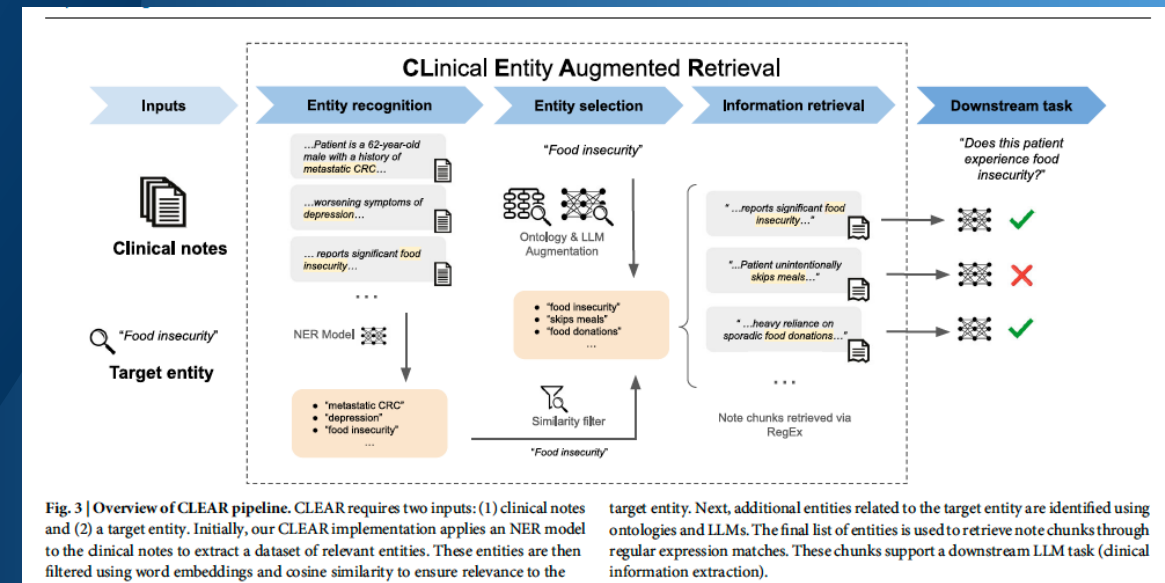 CLinical Entity Augmented Retrieval
Inputs
Entity recognition
Entity selection
Information retrieval
Downstream task
Clinical notes
"Food insecurity"
Target entity
...Patient is a 62-year-old
male with a history of
metastatic CRC...
...worsening symptoms of
depression...
... reports significant food
insecurity...
...
NER Model
• "metastatic CRC"
• "depression"
• "food insecurity"
...
"Food insecurity"
Ontology & LLM
Augmentation
• "food insecurity"
• "skips meals"
• "food donations"
...
Similarity filter
"Food insecurity"
" ...reports significant food
insecurity..."
"...Patient unintentionally
skips meals..."
" ...heavy reliance on
sporadic food donations..."
...
Note chunks retrieved via
RegEx
"Does this patient
experience food
insecurity?"
Fig. 3 | Overview of CLEAR pipeline. CLEAR requires two inputs: (1) clinical notes
and (2) a target entity. Initially, our CLEAR implementation applies an NER model
to the clinical notes to extract a dataset of relevant entities. These entities are then
filtered using word embeddings and cosine similarity to ensure relevance to the
target entity. Next, additional entities related to the target entity are identified using
ontologies and LLMs. The final list of entities is used to retrieve note chunks through
regular expression matches. These chunks support a downstream LLM task (clinical
information extraction).